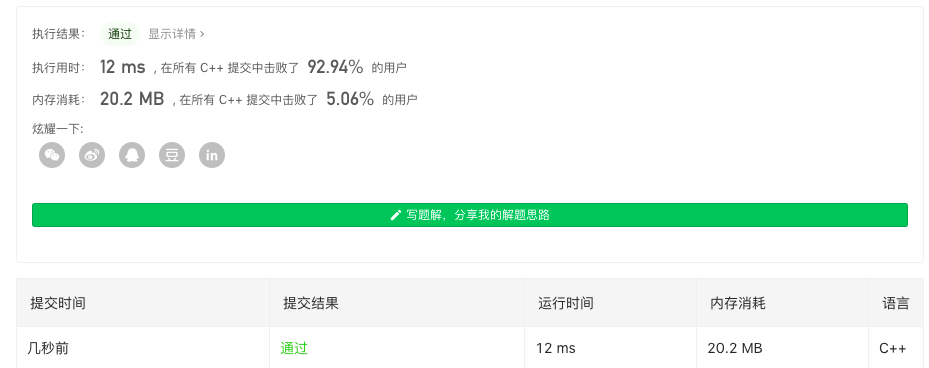 执行结果： 通过 显示详情 ›
执行用时： 12 ms , 在所有 C++ 提交中击败了 92.94% 的用户
内存消耗： 20.2 MB , 在所有 C++ 提交中击败了 5.06% 的用户
炫耀一下:
豆 in
写题解，分享我的解题思路
提交时间 提交结果 运行时间 内存消耗 语言
几秒前 通过 12 ms 20.2 MB C++